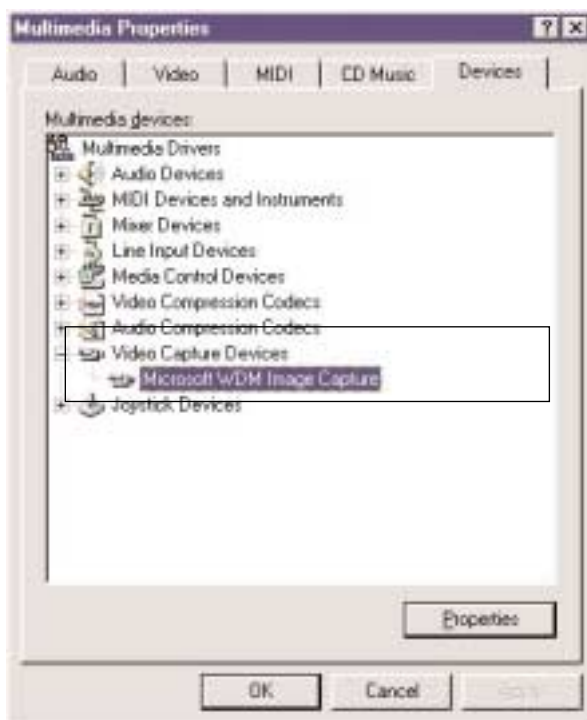 Multimedia Properties
Audio
Video
MIDI
CD Music
Devices
Multimedia devices:
Multimedia Drivers
Audio Devices
MIDI Devices and Instruments
Mixer Devices
Line Input Devices
Media Control Devices
Video Compression Codecs
Audio Compression Codecs
Video Capture Devices
Microsoft WDM Image Capture
Joystick Devices
Properties
OK
Cancel